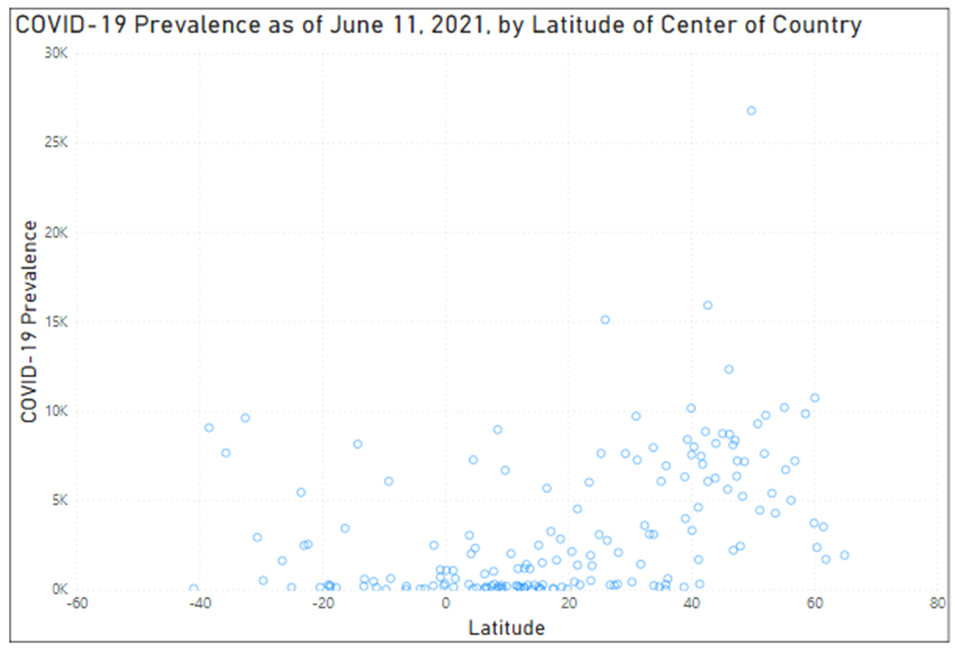 COVID-19 Prevalence as of June 11, 2021, by Latitude of Center of Country
30K
25K
20K
15K
10K
5K
0K
COVID-19 Prevalence
-60 -40 -20 0 20 40 60 80
Latitude